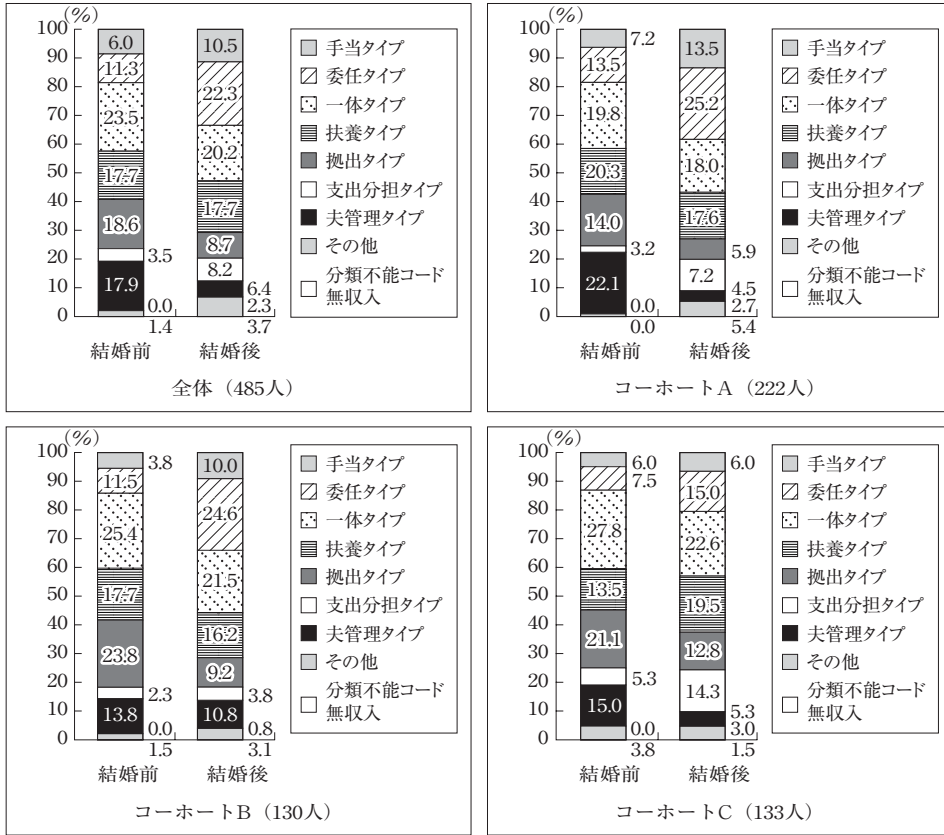 (%)
100
90
80
70
60
50
40
30
20
10
0
6.0
11.3
23.5
17.7
18.6
3.5
17.9
0.0
1.4
10.5
22.3
20.2
17.7
8.7
8.2
6.4
2.3
3.7
結婚前
結婚後
手当タイプ
委任タイプ
一体タイプ
扶養タイプ
拠出タイプ
支出分担タイプ
夫管理タイプ
その他
分類不能コード
無収入
全体（485人）
(%)
100
90
80
70
60
50
40
30
20
10
0
7.2
13.5
19.8
20.3
14.0
3.2
22.1
0.0
0.0
13.5
25.2
18.0
17.6
5.9
7.2
4.5
2.7
5.4
結婚前
結婚後
手当タイプ
委任タイプ
一体タイプ
扶養タイプ
拠出タイプ
支出分担タイプ
夫管理タイプ
その他
分類不能コード
無収入
コーホートA（222人）
(%)
100
90
80
70
60
50
40
30
20
10
0
3.8
11.5
25.4
17.7
23.8
2.3
13.8
0.0
1.5
10.0
24.6
21.5
16.2
9.2
3.8
10.8
0.8
3.1
結婚前
結婚後
手当タイプ
委任タイプ
一体タイプ
扶養タイプ
拠出タイプ
支出分担タイプ
夫管理タイプ
その他
分類不能コード
無収入
コーホートB（130人）
(%)
100
90
80
70
60
50
40
30
20
10
0
6.0
7.5
27.8
13.5
21.1
5.3
15.0
0.0
3.8
6.0
15.0
22.6
19.5
12.8
14.3
5.3
3.0
1.5
結婚前
結婚後
手当タイプ
委任タイプ
一体タイプ
扶養タイプ
拠出タイプ
支出分担タイプ
夫管理タイプ
その他
分類不能コード
無収入
コーホートC（133人）